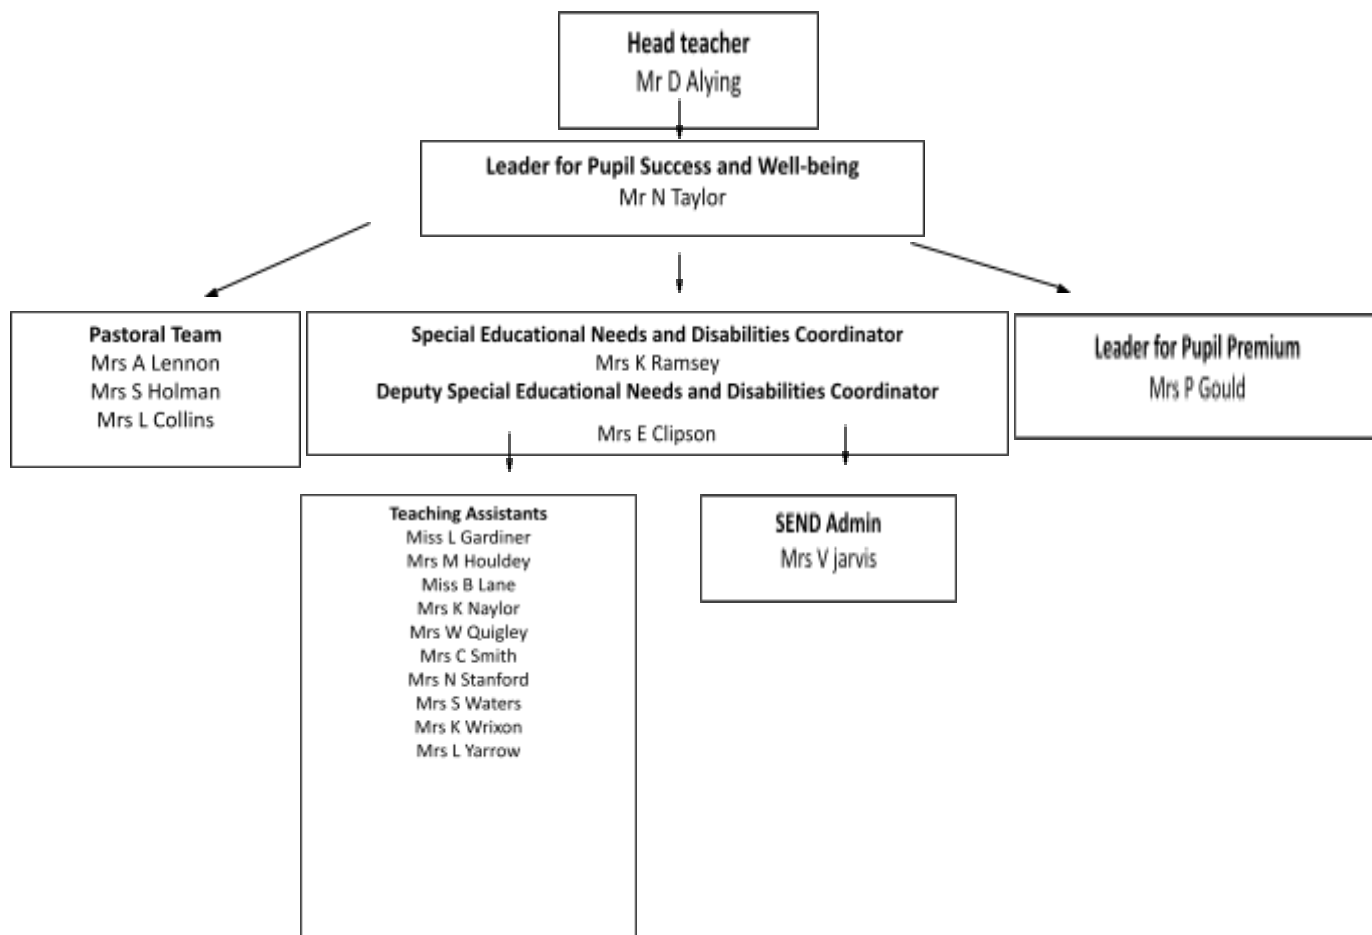 Head teacher
Mr D Alying
Leader for Pupil Success and Well-being
Mr N Taylor
Pastoral Team
Mrs A Lennon
Mrs S Holman
Mrs L Collins
Special Educational Needs and Disabilities Coordinator
Mrs K Ramsey
Deputy Special Educational Needs and Disabilities Coordinator
Mrs E Clipson
Leader for Pupil Premium
Mrs P Gould
Teaching Assistants
Miss L Gardiner
Mrs M Houldey
Miss B Lane
Mrs K Naylor
Mrs W Quigley
Mrs C Smith
Mrs N Stanford
Mrs S Waters
Mrs K Wrixon
Mrs L Yarrow
SEND Admin
Mrs V jarvis